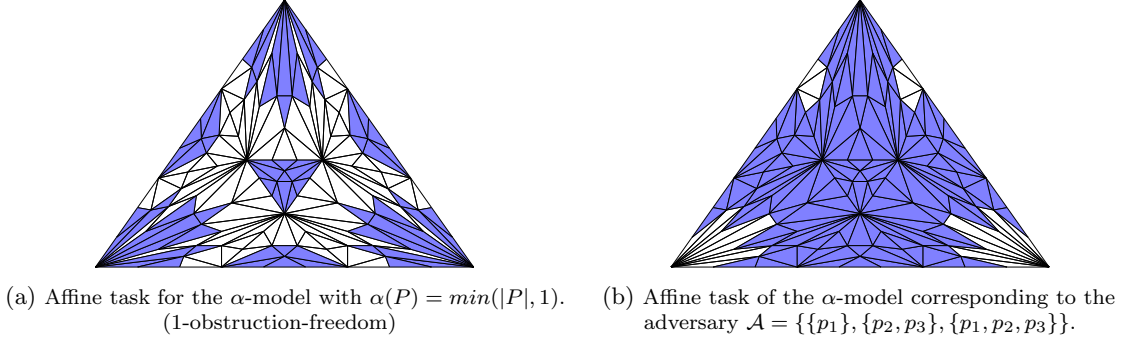 (a) Affine task for the α-model with α(P) = min(|P|, 1).
(1-obstruction-freedom)
(b) Affine task of the α-model corresponding to the
adversary 𝒜 = {{p₁}, {p₂, p₃}, {p₁, p₂, p₃}}.